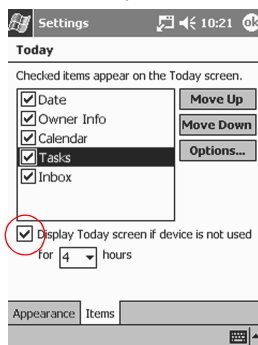 Settings 10:21 ok
Today
Checked items appear on the Today screen.
Date
Owner Info
Calendar
Tasks
Inbox
Move Up
Move Down
Options...
Display Today screen if device is not used
for 4 hours
Appearance Items